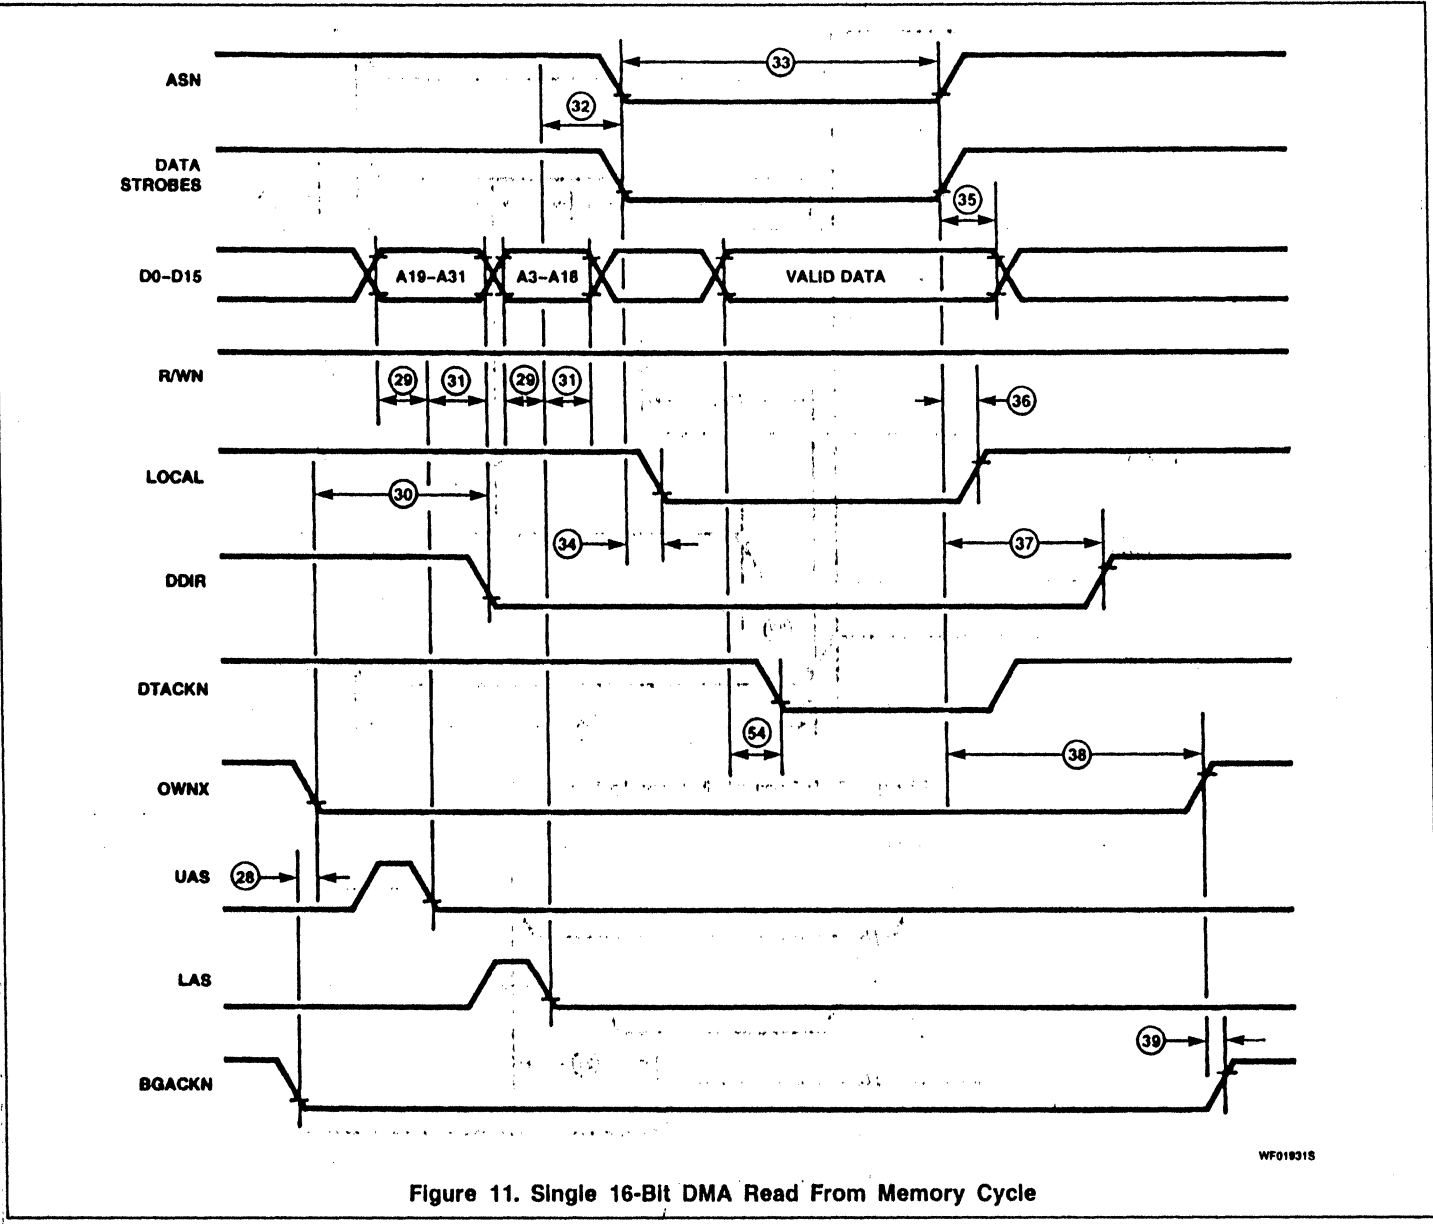 ASN
33
32
DATA
STROBES
35
D0-D15
A19-A31
A3-A18
VALID DATA
R/WN
29
31
29
31
36
LOCAL
30
34
37
DDIR
DTACKN
54
38
OWNX
28
UAS
LAS
39
BGACKN
WF01931S
Figure 11. Single 16-Bit DMA Read From Memory Cycle